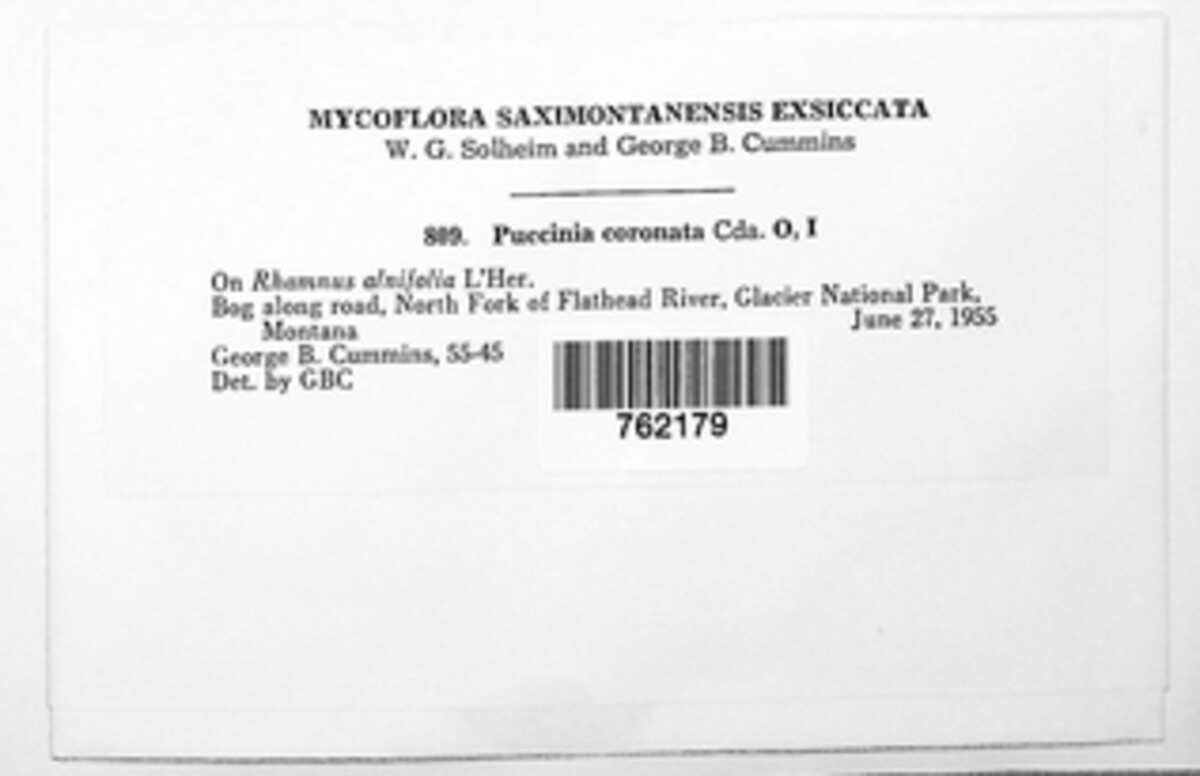 MYCOFLORA SAXIMONTANENSIS EXSICCATA
W. G. Solheim and George B. Cummins
809. Puccinia coronata Cda. O, I
On Rhamnus alnifolia L'Her.
Bog along road, North Fork of Flathead River, Glacier National Park,
Montana June 27, 1955
George B. Cummins, 55-45
Det. by GBC
762179